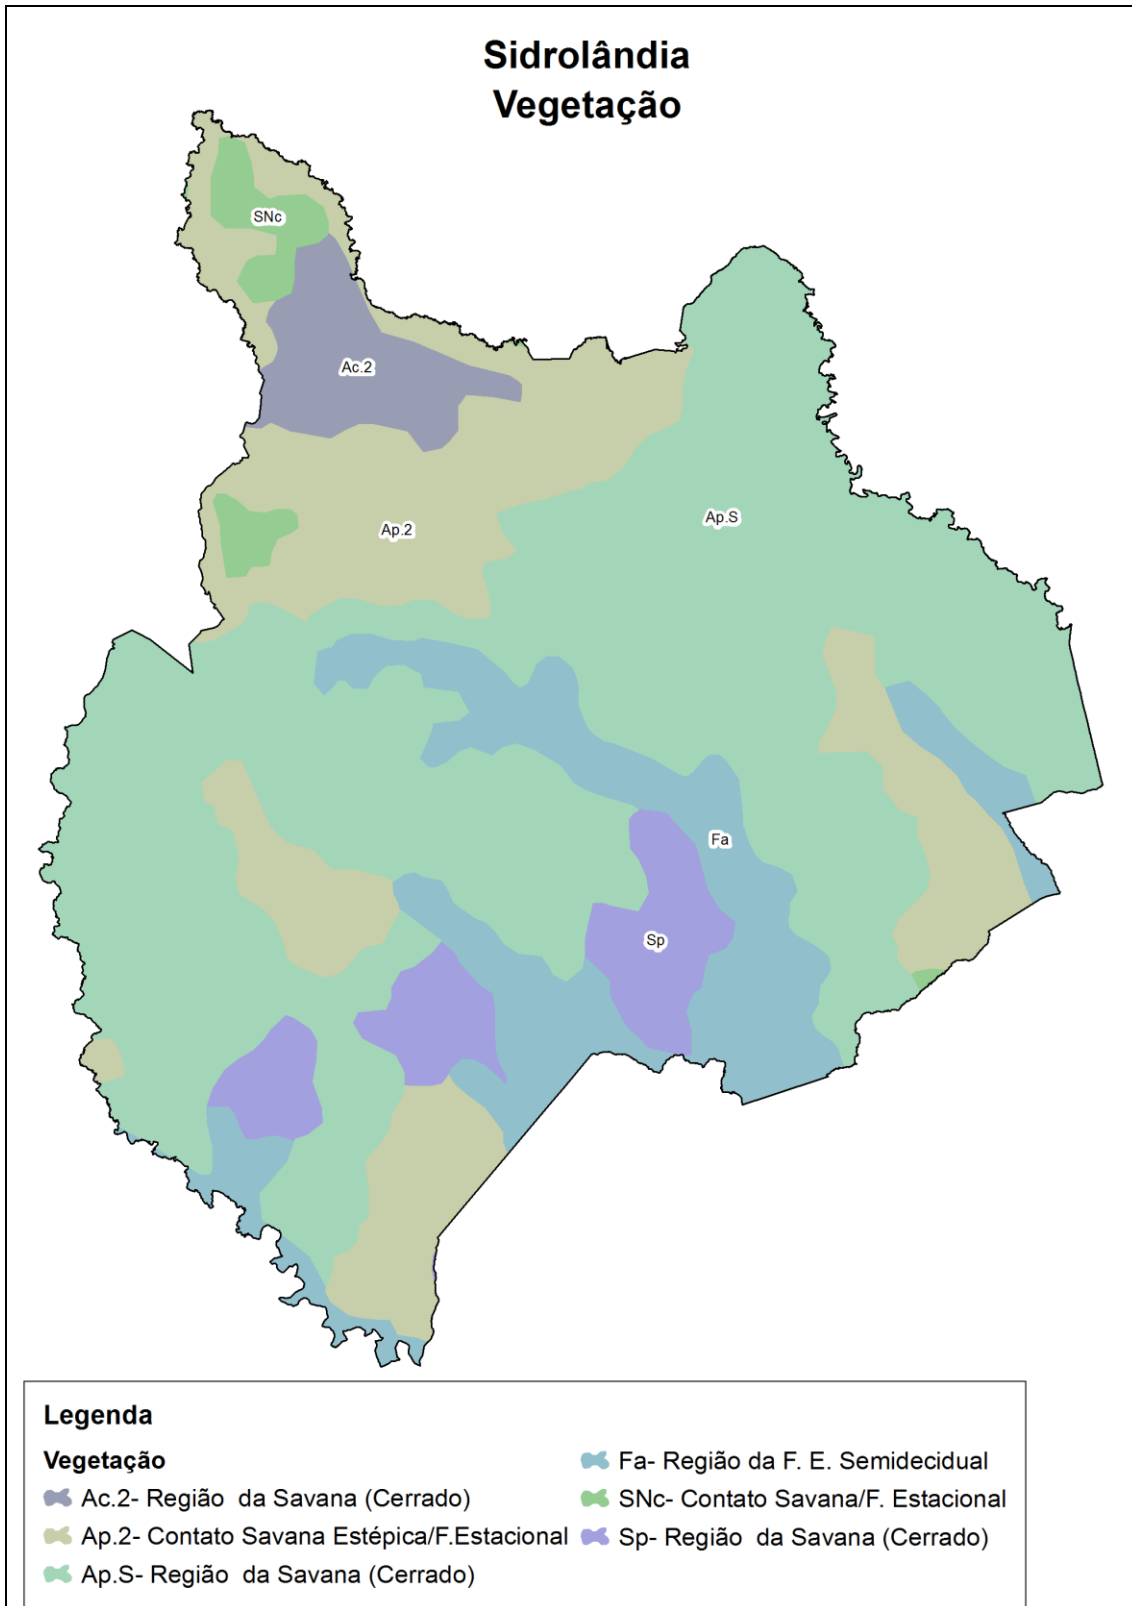 Sidrolândia
Vegetação
SNc
Ac.2
Ap.2
Ap.S
Fa
Sp
Legenda
Vegetação
Ac.2- Região da Savana (Cerrado)
Ap.2- Contato Savana Estépica/F.Estacional
Ap.S- Região da Savana (Cerrado)
Fa- Região da F. E. Semidecidual
SNc- Contato Savana/F. Estacional
Sp- Região da Savana (Cerrado)